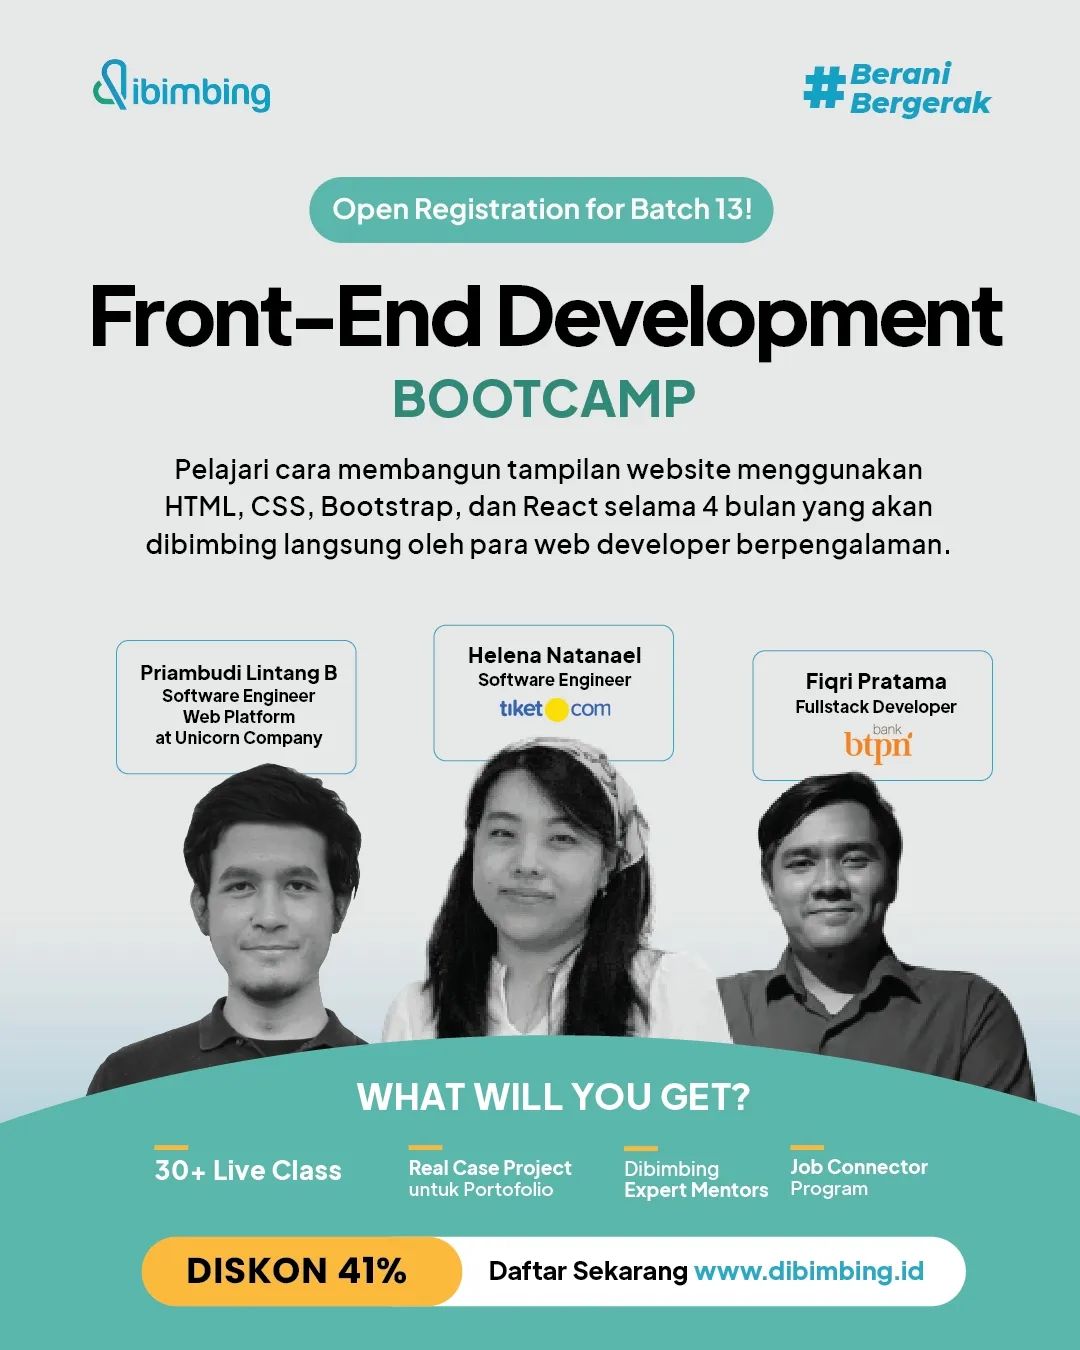 dibimbing
#Berani
Bergerak
Open Registration for Batch 13!
Front-End Development
BOOTCAMP
Pelajari cara membangun tampilan website menggunakan
HTML, CSS, Bootstrap, dan React selama 4 bulan yang akan
dibimbing langsung oleh para web developer berpengalaman.
Priambudi Lintang B
Software Engineer
Web Platform
at Unicorn Company
Helena Natanael
Software Engineer
tiket.com
Fiqri Pratama
Fullstack Developer
bank
btpn
WHAT WILL YOU GET?
30+ Live Class
Real Case Project
untuk Portofolio
Dibimbing
Expert Mentors
Job Connector
Program
DISKON 41%
Daftar Sekarang www.dibimbing.id